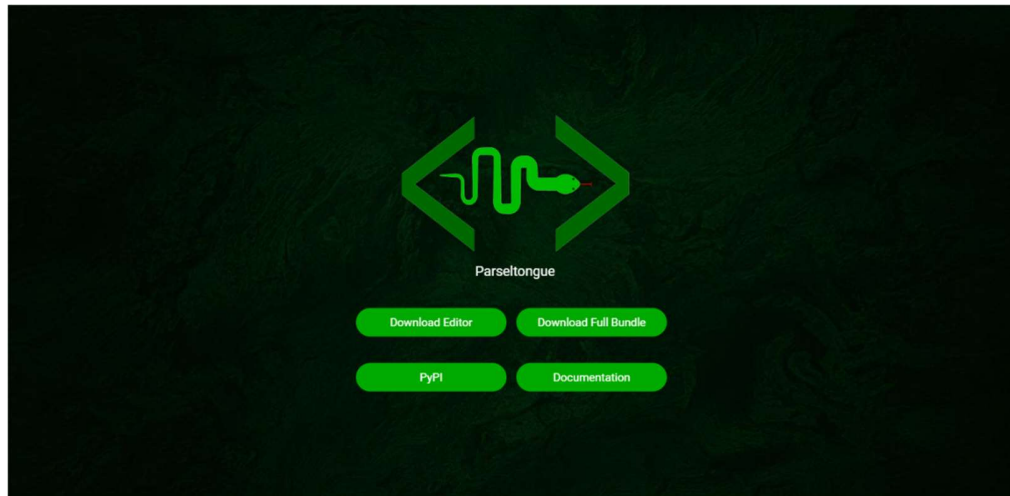 Parseltongue
Download Editor
Download Full Bundle
PyPI
Documentation